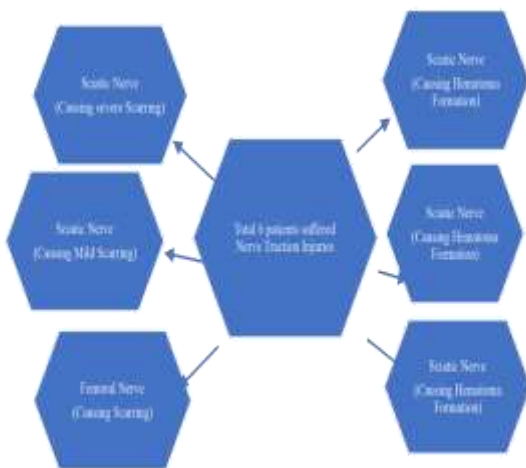 Sciatic Nerve
(Causing severe Scarring)
Sciatic Nerve
(Causing Hematoma
Formation)
Total 6 patients suffered
Nerve Traction Injuries
Sciatic Nerve
(Causing Mild Scarring)
Sciatic Nerve
(Causing Hematoma
Formation)
Femoral Nerve
(Causing Scarring)
Sciatic Nerve
(Causing Hematoma
Formation)